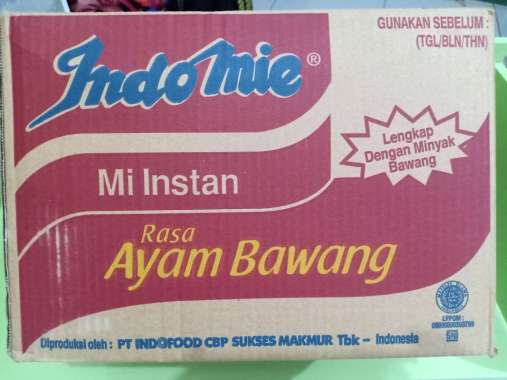 Indomie®
GUNAKAN SEBELUM :
(TGL/BLN/THN)
Lengkap
Dengan Minyak
Bawang
Mi Instan
Rasa
Ayam Bawang
LPPOM :
Diproduksi oleh : PT INDOFOOD CBP SUKSES MAKMUR Tbk – Indonesia